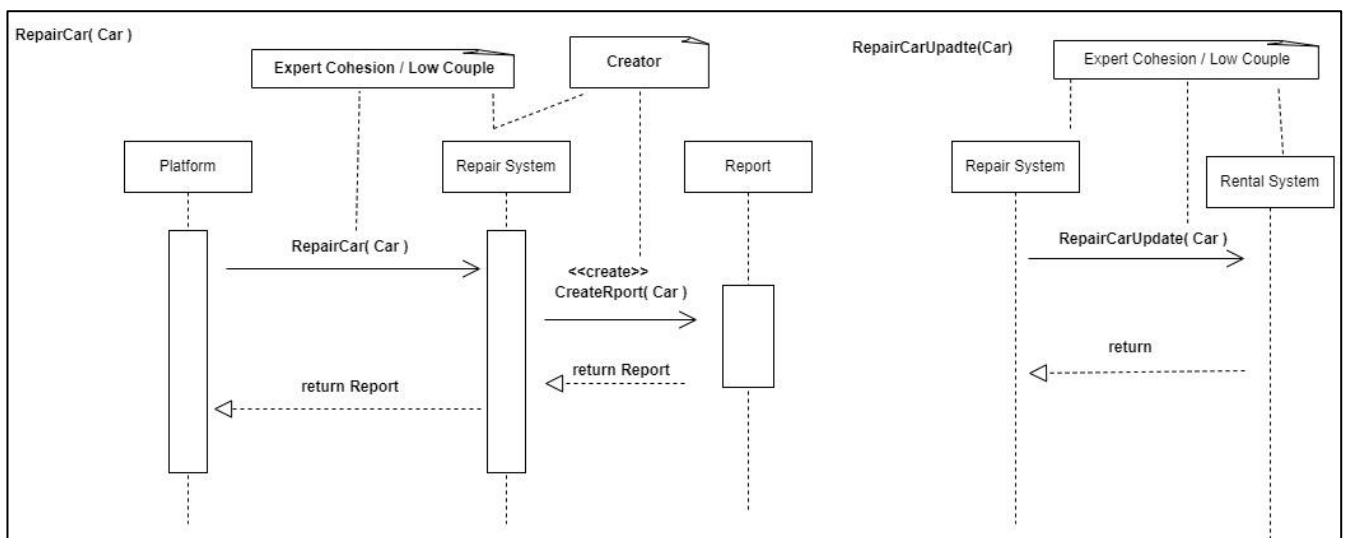 RepairCar( Car )
Expert Cohesion / Low Couple
Creator
Platform
Repair System
Report
RepairCar( Car )
<<create>>
CreateRport( Car )
return Report
return Report
RepairCarUpadte(Car)
Expert Cohesion / Low Couple
Repair System
Rental System
RepairCarUpdate( Car )
return